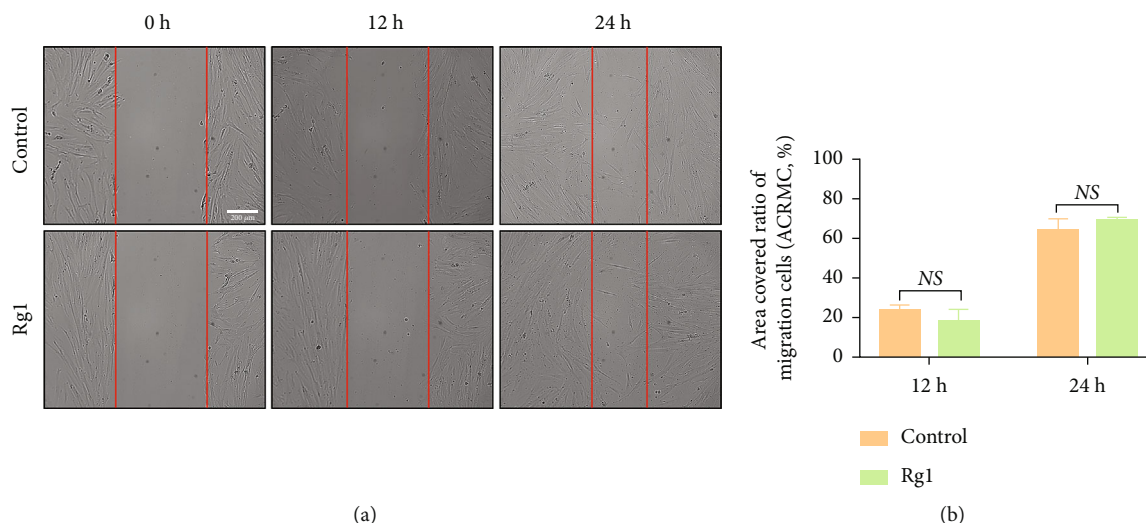 0 h
12 h
24 h
Control
200 µm
Rg1
(a)
Area covered ratio of
migration cells (ACRMC, %)
100
80
60
40
20
0
NS
NS
12 h
24 h
Control
Rg1
(b)